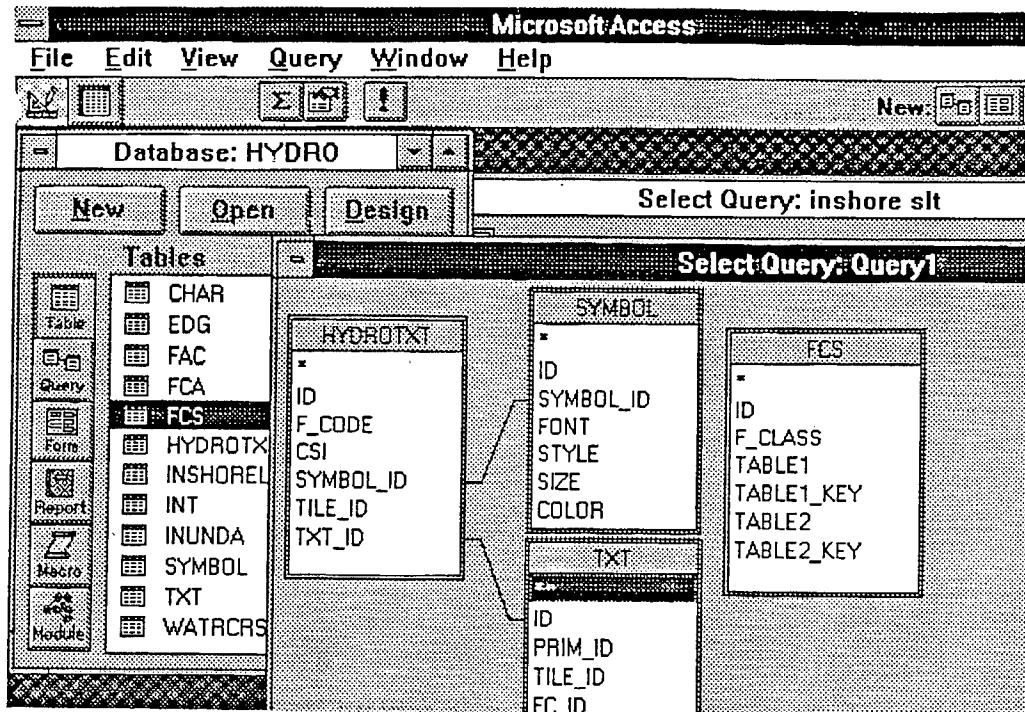 Microsoft Access
File Edit View Query Window Help
New:
Database: HYDRO
New Open Design
Select Query: inshore slt
Tables
Select Query: Query1
Table
Query
Form
Report
Macro
Module
CHAR
EDG
FAC
FCA
FCS
HYDROTX
INSHOREL
INT
INUNDA
SYMBOL
TXT
WATRCRS
HYDROTXT
*
ID
F_CODE
CSI
SYMBOL_ID
TILE_ID
TXT_ID
SYMBOL
*
ID
SYMBOL_ID
FONT
STYLE
SIZE
COLOR
TXT
ID
PRIM_ID
TILE_ID
FC_ID
FCS
*
ID
F_CLASS
TABLE1
TABLE1_KEY
TABLE2
TABLE2_KEY